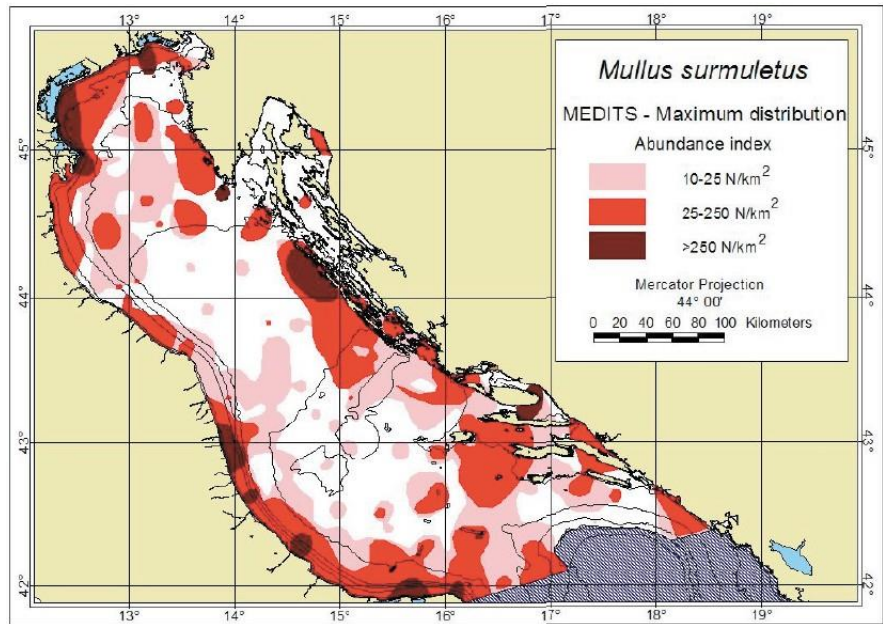 13° 14° 15° 16° 17° 18° 19°
Mullus surmuletus
MEDITS - Maximum distribution
Abundance index
10-25 N/km²
25-250 N/km²
>250 N/km²
Mercator Projection
44° 00'
0 20 40 60 80 100 Kilometers
45° 45°
44° 44°
43° 43°
42° 42°
13° 14° 15° 16° 17° 18° 19°